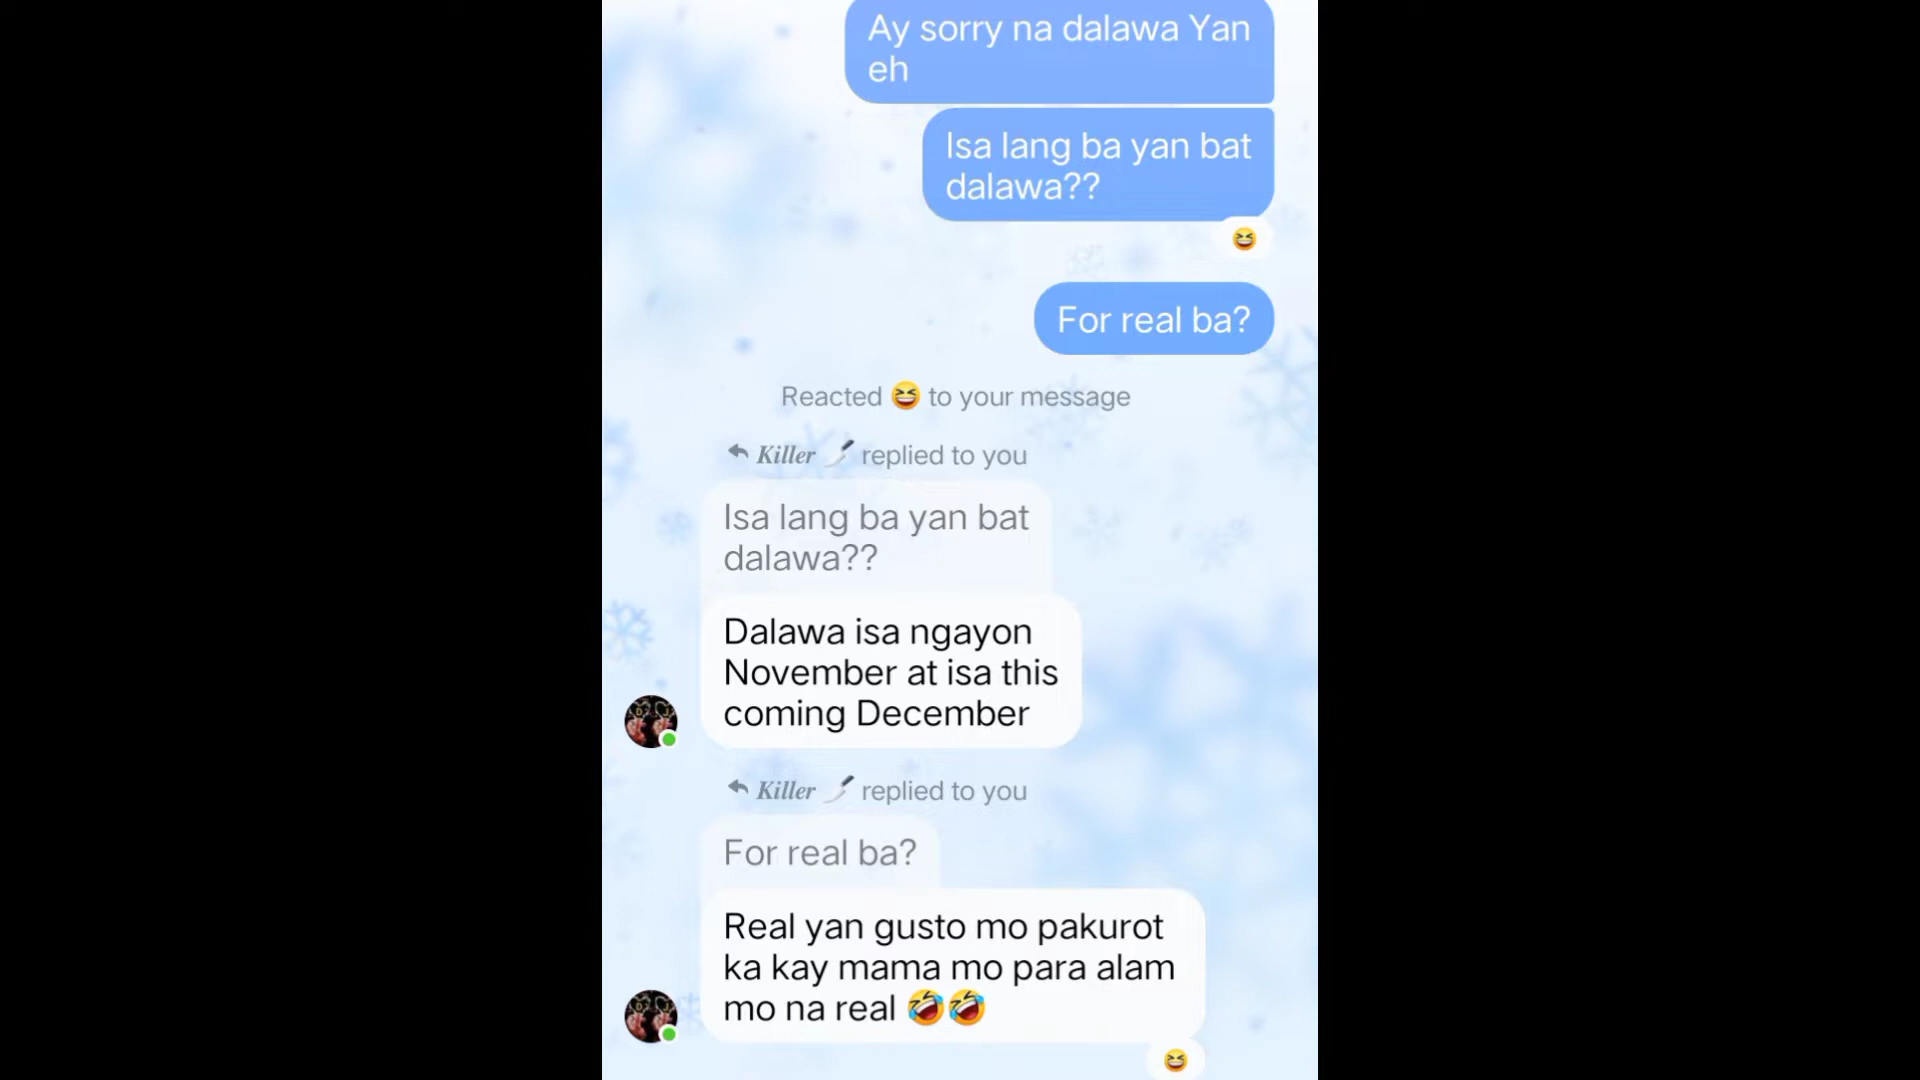 Ay sorry na dalawa Yan
eh
Isa lang ba yan bat
dalawa??
For real ba?
Reacted 😆 to your message
Killer 🔪 replied to you
Isa lang ba yan bat
dalawa??
Dalawa isa ngayon
November at isa this
coming December
Killer 🔪 replied to you
For real ba?
Real yan gusto mo pakurot
ka kay mama mo para alam
mo na real 🤣🤣